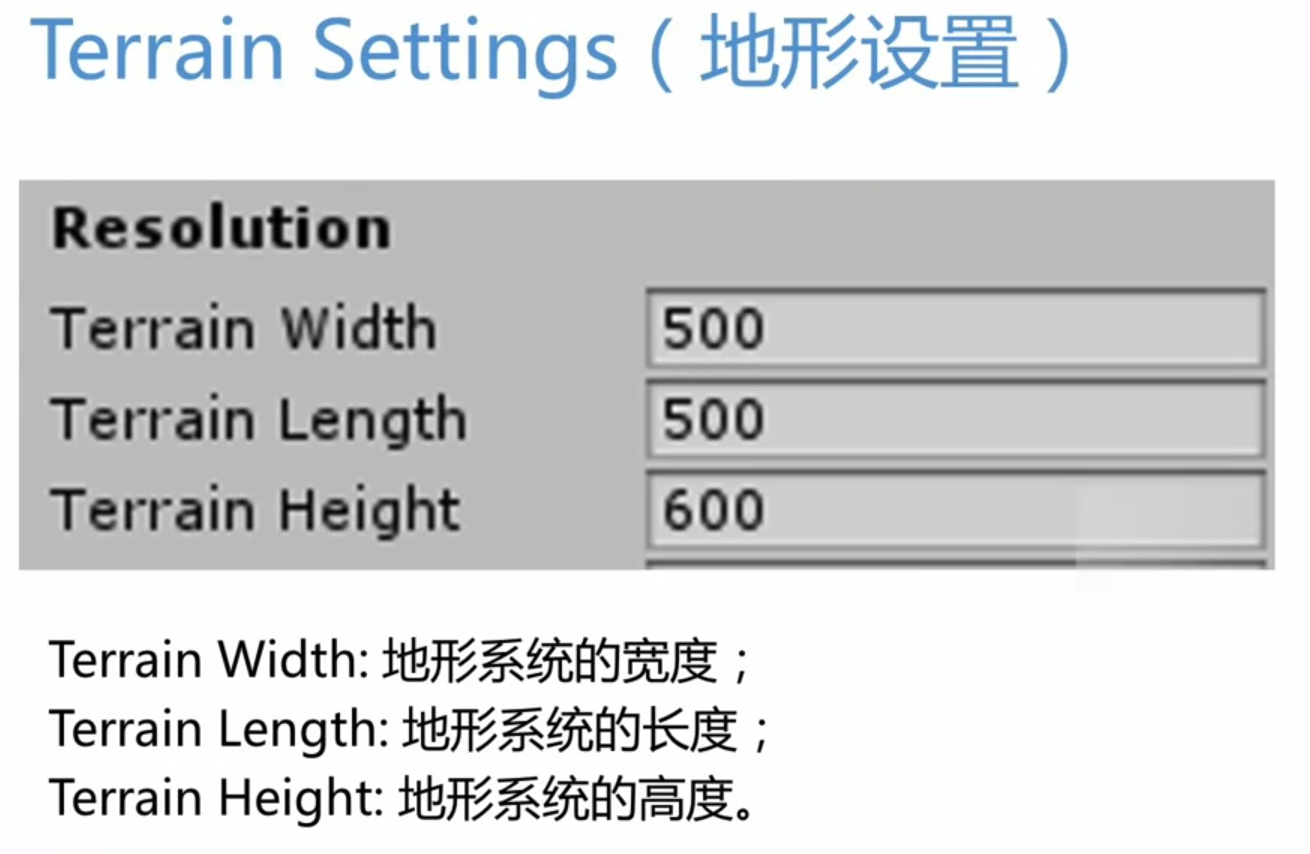 Terrain Settings（地形设置）
Resolution
Terrain Width 500
Terrain Length 500
Terrain Height 600
Terrain Width: 地形系统的宽度；
Terrain Length: 地形系统的长度；
Terrain Height: 地形系统的高度。